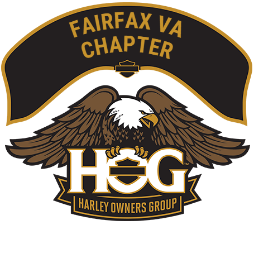 FAIRFAX VA
CHAPTER
HOG
HARLEY OWNERS GROUP